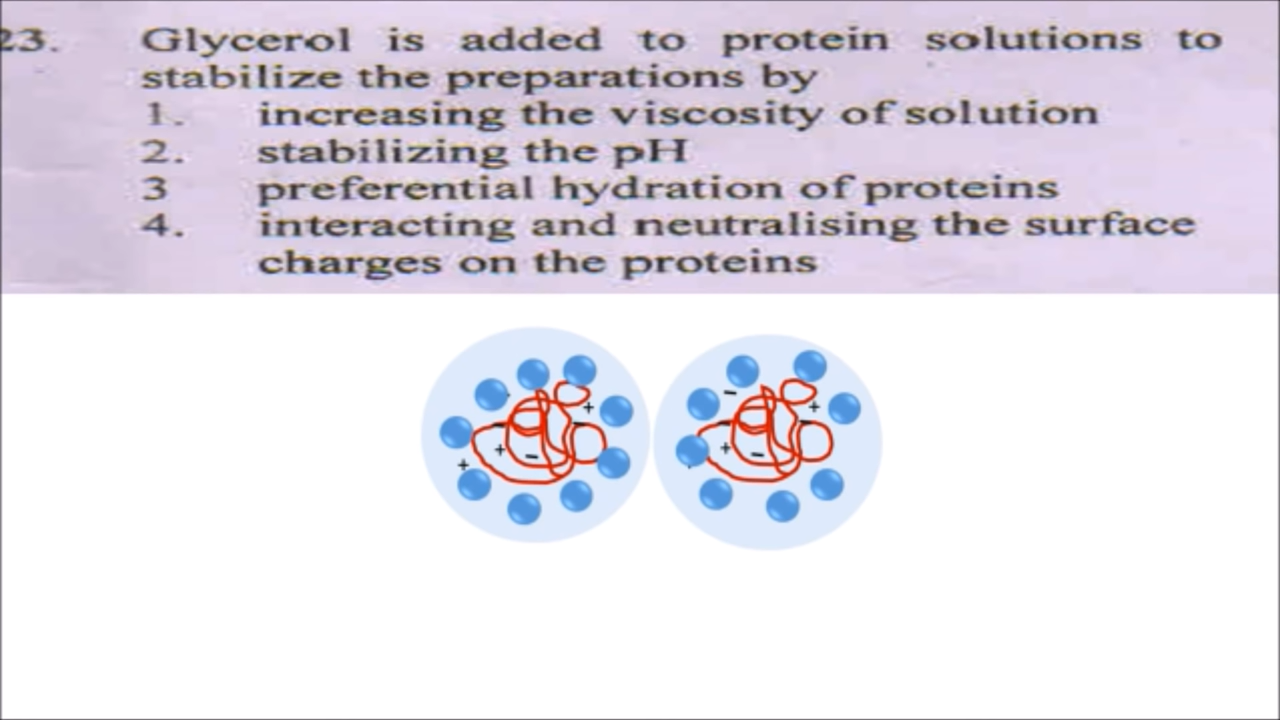 23. Glycerol is added to protein solutions to
stabilize the preparations by
1. increasing the viscosity of solution
2. stabilizing the pH
3 preferential hydration of proteins
4. interacting and neutralising the surface
charges on the proteins